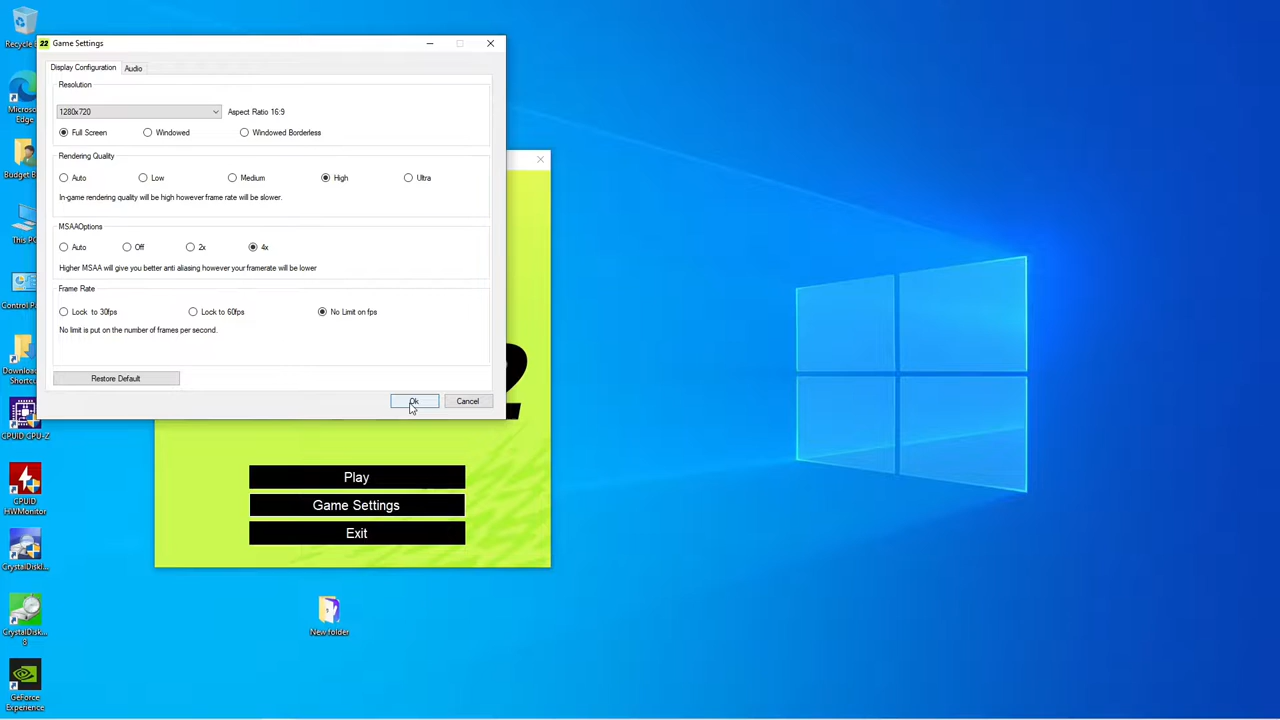 Recycle
Microsoft
Edge
Budget B
This PC
Control P
Download
Shortcut
CPUID CPU-Z
CPUID
HWMonitor
CrystalDiskI...
CrystalDisk...
8
GeForce
Experience
22 Game Settings
Display Configuration
Audio
Resolution
1280x720
Aspect Ratio 16:9
Full Screen
Windowed
Windowed Borderless
Rendering Quality
Auto
Low
Medium
High
Ultra
In-game rendering quality will be high however frame rate will be slower.
MSAAOptions
Auto
Off
2x
4x
Higher MSAA will give you better anti aliasing however your framerate will be lower
Frame Rate
Lock to 30fps
Lock to 60fps
No Limit on fps
No limit is put on the number of frames per second.
Restore Default
Ok
Cancel
2
Play
Game Settings
Exit
New folder